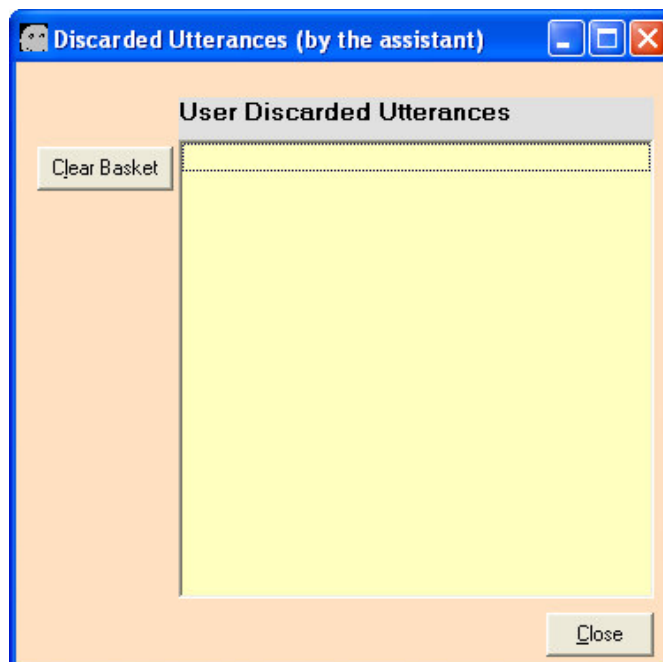 Discarded Utterances (by the assistant)
User Discarded Utterances
Clear Basket
Close